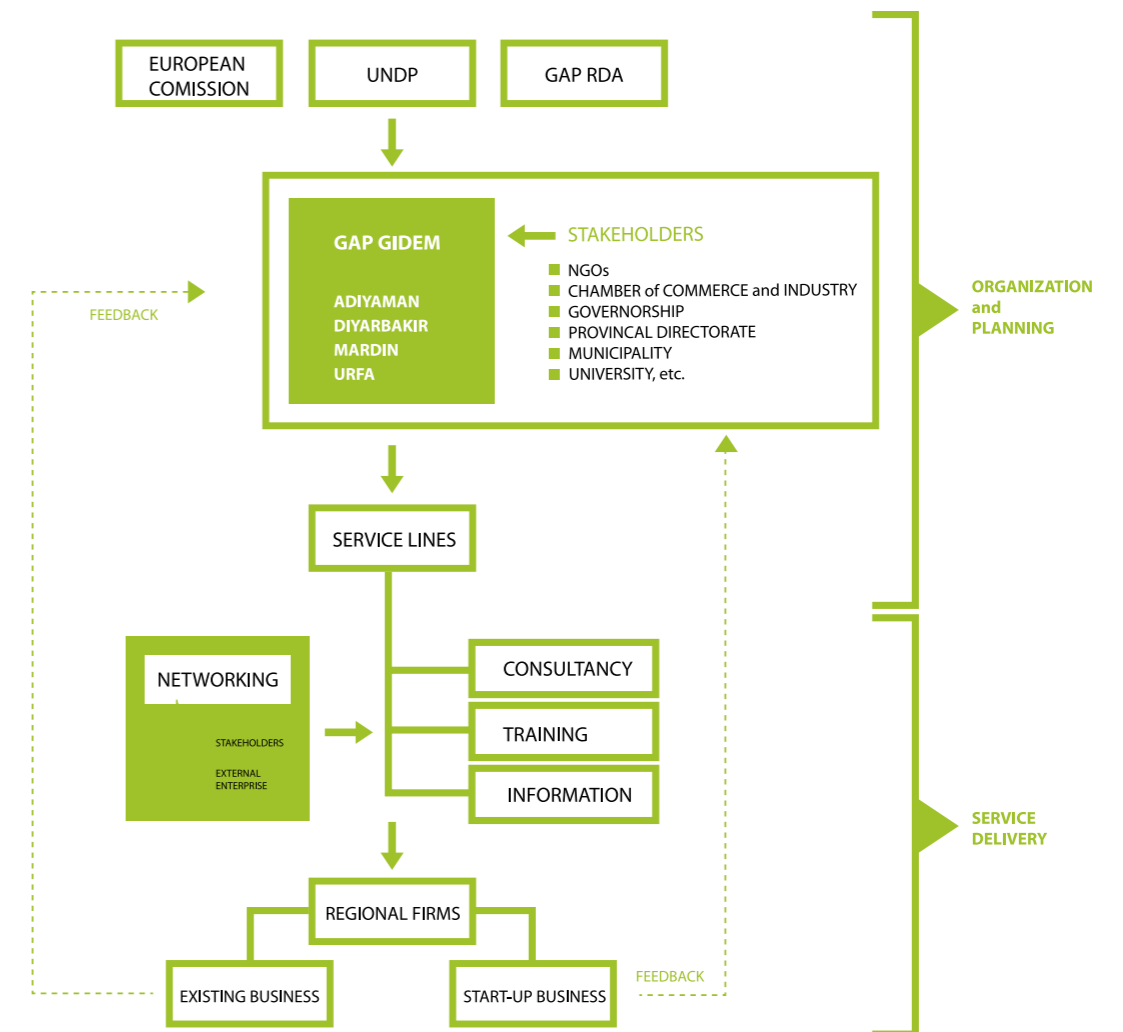 EUROPEAN
COMISSION
UNDP
GAP RDA
GAP GIDEM
ADIYAMAN
DIYARBAKIR
MARDIN
URFA
STAKEHOLDERS
NGOs
CHAMBER of COMMERCE and INDUSTRY
GOVERNORSHIP
PROVINCAL DIRECTORATE
MUNICIPALITY
UNIVERSITY, etc.
FEEDBACK
ORGANIZATION
and
PLANNING
SERVICE LINES
NETWORKING
STAKEHOLDERS
EXTERNAL
ENTERPRISE
CONSULTANCY
TRAINING
INFORMATION
SERVICE
DELIVERY
REGIONAL FIRMS
EXISTING BUSINESS
START-UP BUSINESS
FEEDBACK